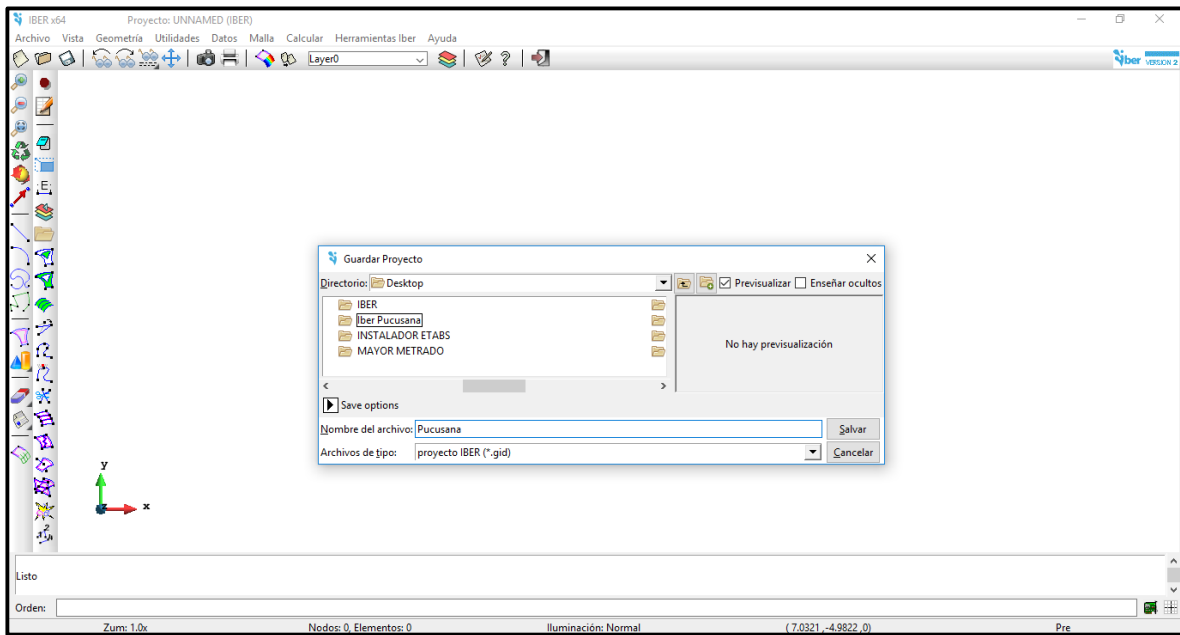 IBER x64 Proyecto: UNNAMED (IBER)
Archivo Vista Geometría Utilidades Datos Malla Calcular Herramientas Iber Ayuda
Layer0
iber VERSION 2
E
Guardar Proyecto
Directorio: Desktop Previsualizar Enseñar ocultos
IBER
Iber Pucusana
INSTALADOR ETABS
MAYOR METRADO
No hay previsualización
Save options
Nombre del archivo: Pucusana Salvar
Archivos de tipo: proyecto IBER (*.gid) Cancelar
y
x
Listo
Orden:
Zum: 1.0x Nodos: 0, Elementos: 0 Iluminación: Normal ( 7.0321 ,-4.9822 ,0) Pre